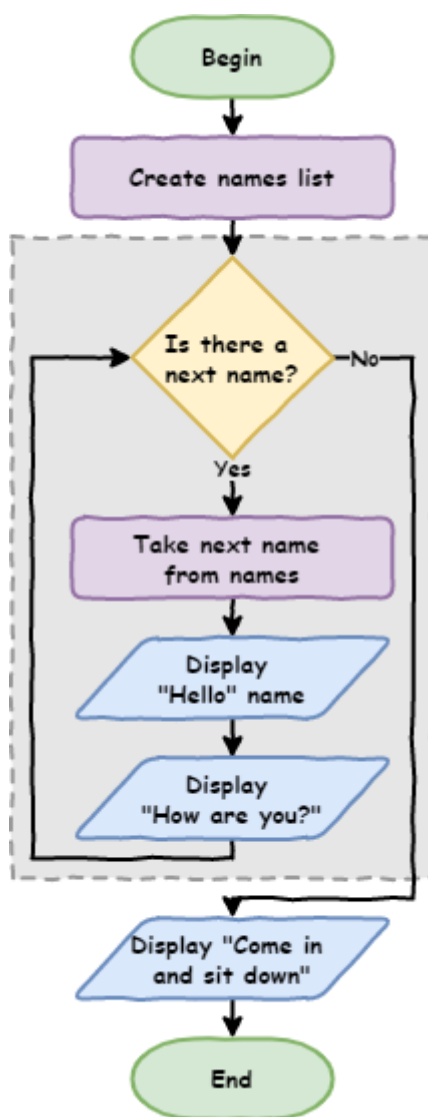 Begin
Create names list
Is there a
next name?
No
Yes
Take next name
from names
Display
"Hello" name
Display
"How are you?"
Display "Come in
and sit down"
End